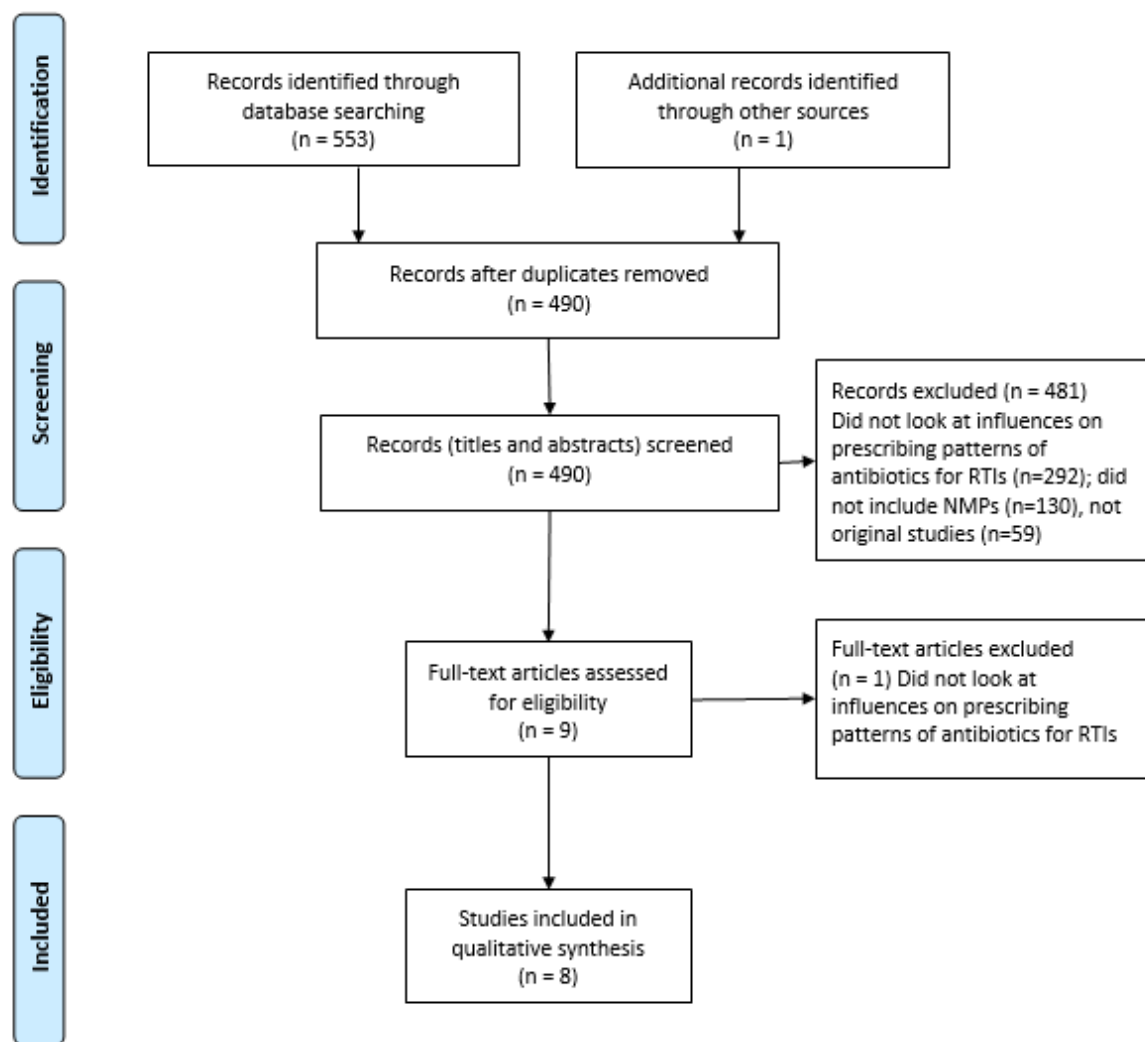 Identification
Records identified through
database searching
(n = 553)
Additional records identified
through other sources
(n = 1)
Records after duplicates removed
(n = 490)
Screening
Records (titles and abstracts) screened
(n = 490)
Records excluded (n = 481)
Did not look at influences on
prescribing patterns of
antibiotics for RTIs (n=292); did
not include NMPs (n=130), not
original studies (n=59)
Eligibility
Full-text articles assessed
for eligibility
(n = 9)
Full-text articles excluded
(n = 1) Did not look at
influences on prescribing
patterns of antibiotics for RTIs
Included
Studies included in
qualitative synthesis
(n = 8)